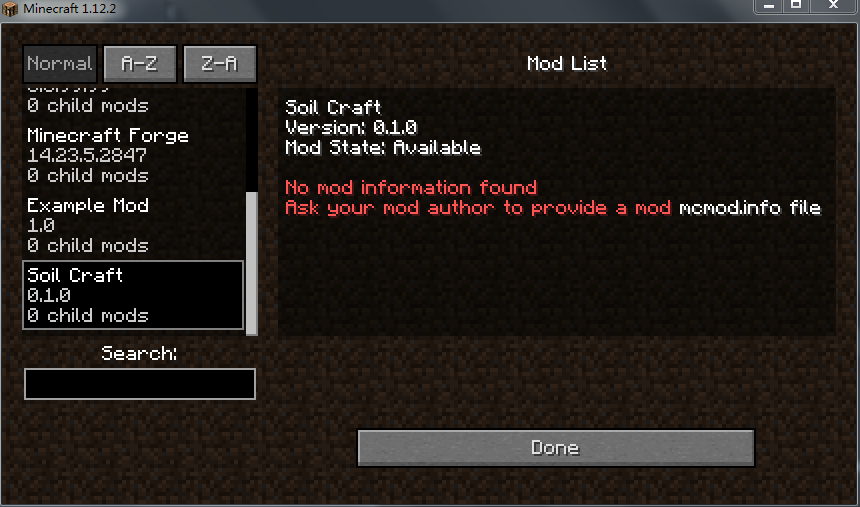 Minecraft 1.12.2
Normal
A-Z
Z-A
Mod List
0 child mods
Minecraft Forge
14.23.5.2847
0 child mods
Example Mod
1.0
0 child mods
Soil Craft
0.1.0
0 child mods
Search:
Soil Craft
Version: 0.1.0
Mod State: Available
No mod information found
Ask your mod author to provide a mod mcmod.info file
Done